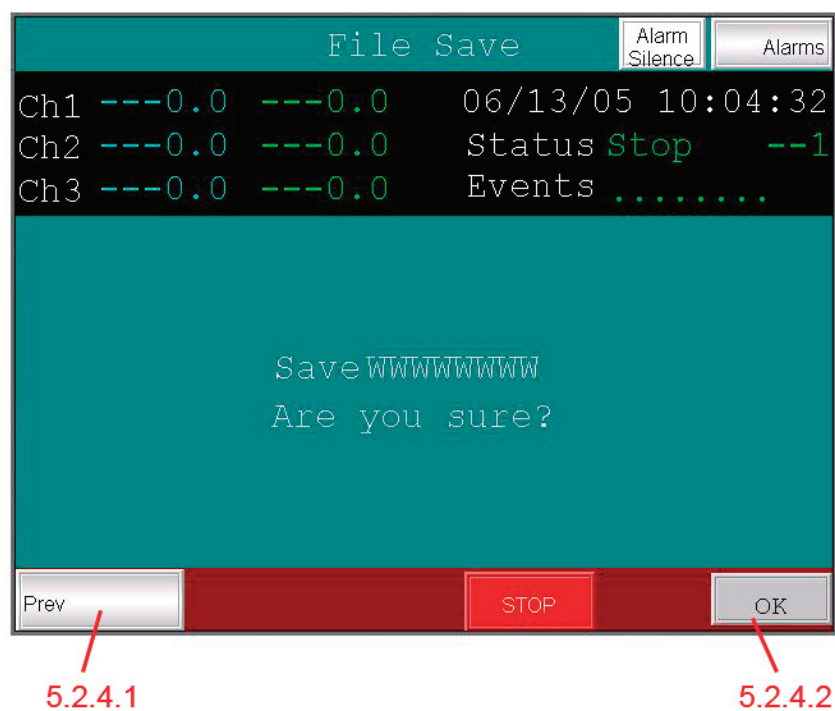 File Save
Alarm
Silence
Alarms
Ch1 ---0.0 ---0.0 06/13/05 10:04:32
Ch2 ---0.0 ---0.0 Status Stop --1
Ch3 ---0.0 ---0.0 Events ........
Save WWWWWWWW
Are you sure?
Prev STOP OK
5.2.4.1 5.2.4.2